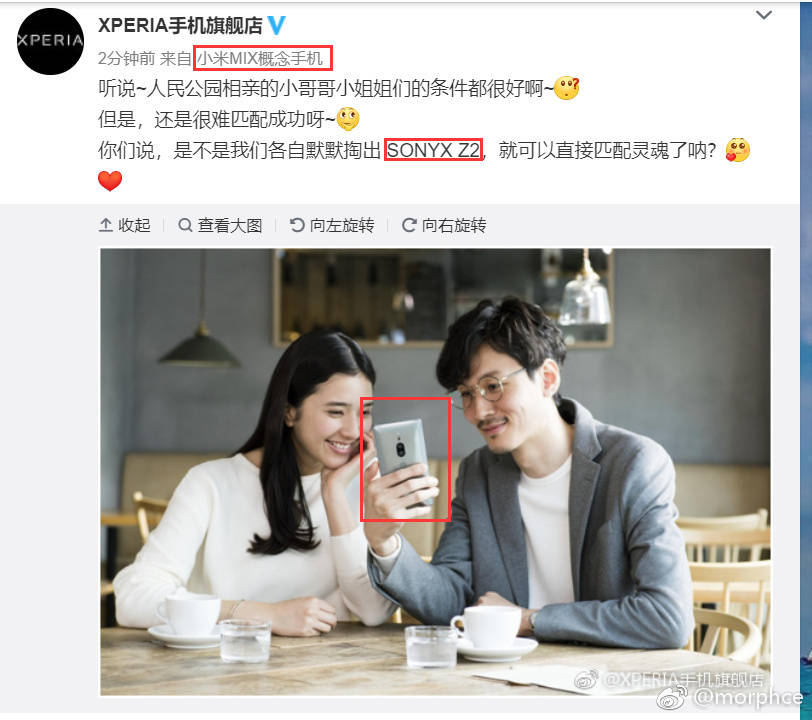 XPERIA
XPERIA手机旗舰店
2分钟前 来自 小米MIX概念手机
听说~人民公园相亲的小哥哥小姐姐们的条件都很好啊~
但是，还是很难匹配成功呀~
你们说，是不是我们各自默默掏出 SONYX Z2，就可以直接匹配灵魂了呐？
收起
查看大图
向左旋转
向右旋转
@XPERIA手机旗舰店
@morphce